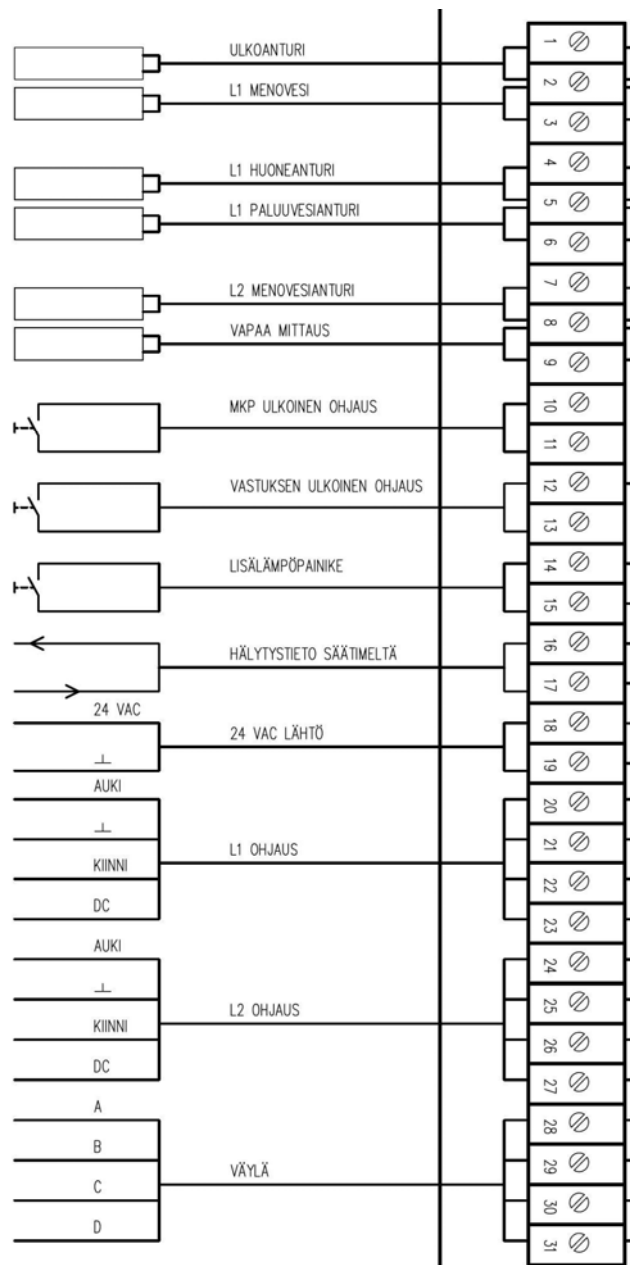 ULKOANTURI
1
L1 MENOVESI
2
3
L1 HUONEANTURI
4
L1 PALUUVESIANTURI
5
6
L2 MENOVESIANTURI
7
VAPAA MITTAUS
8
9
MKP ULKOINEN OHJAUS
10
11
VASTUKSEN ULKOINEN OHJAUS
12
13
LISÄLÄMPÖPAINIKE
14
15
HÄLYTYSTIETO SÄÄTIMELTÄ
16
17
24 VAC
24 VAC LÄHTÖ
18
19
AUKI
20
L1 OHJAUS
21
KIINNI
22
DC
23
AUKI
24
L2 OHJAUS
25
KIINNI
26
DC
27
A
28
B
VÄYLÄ
29
C
30
D
31